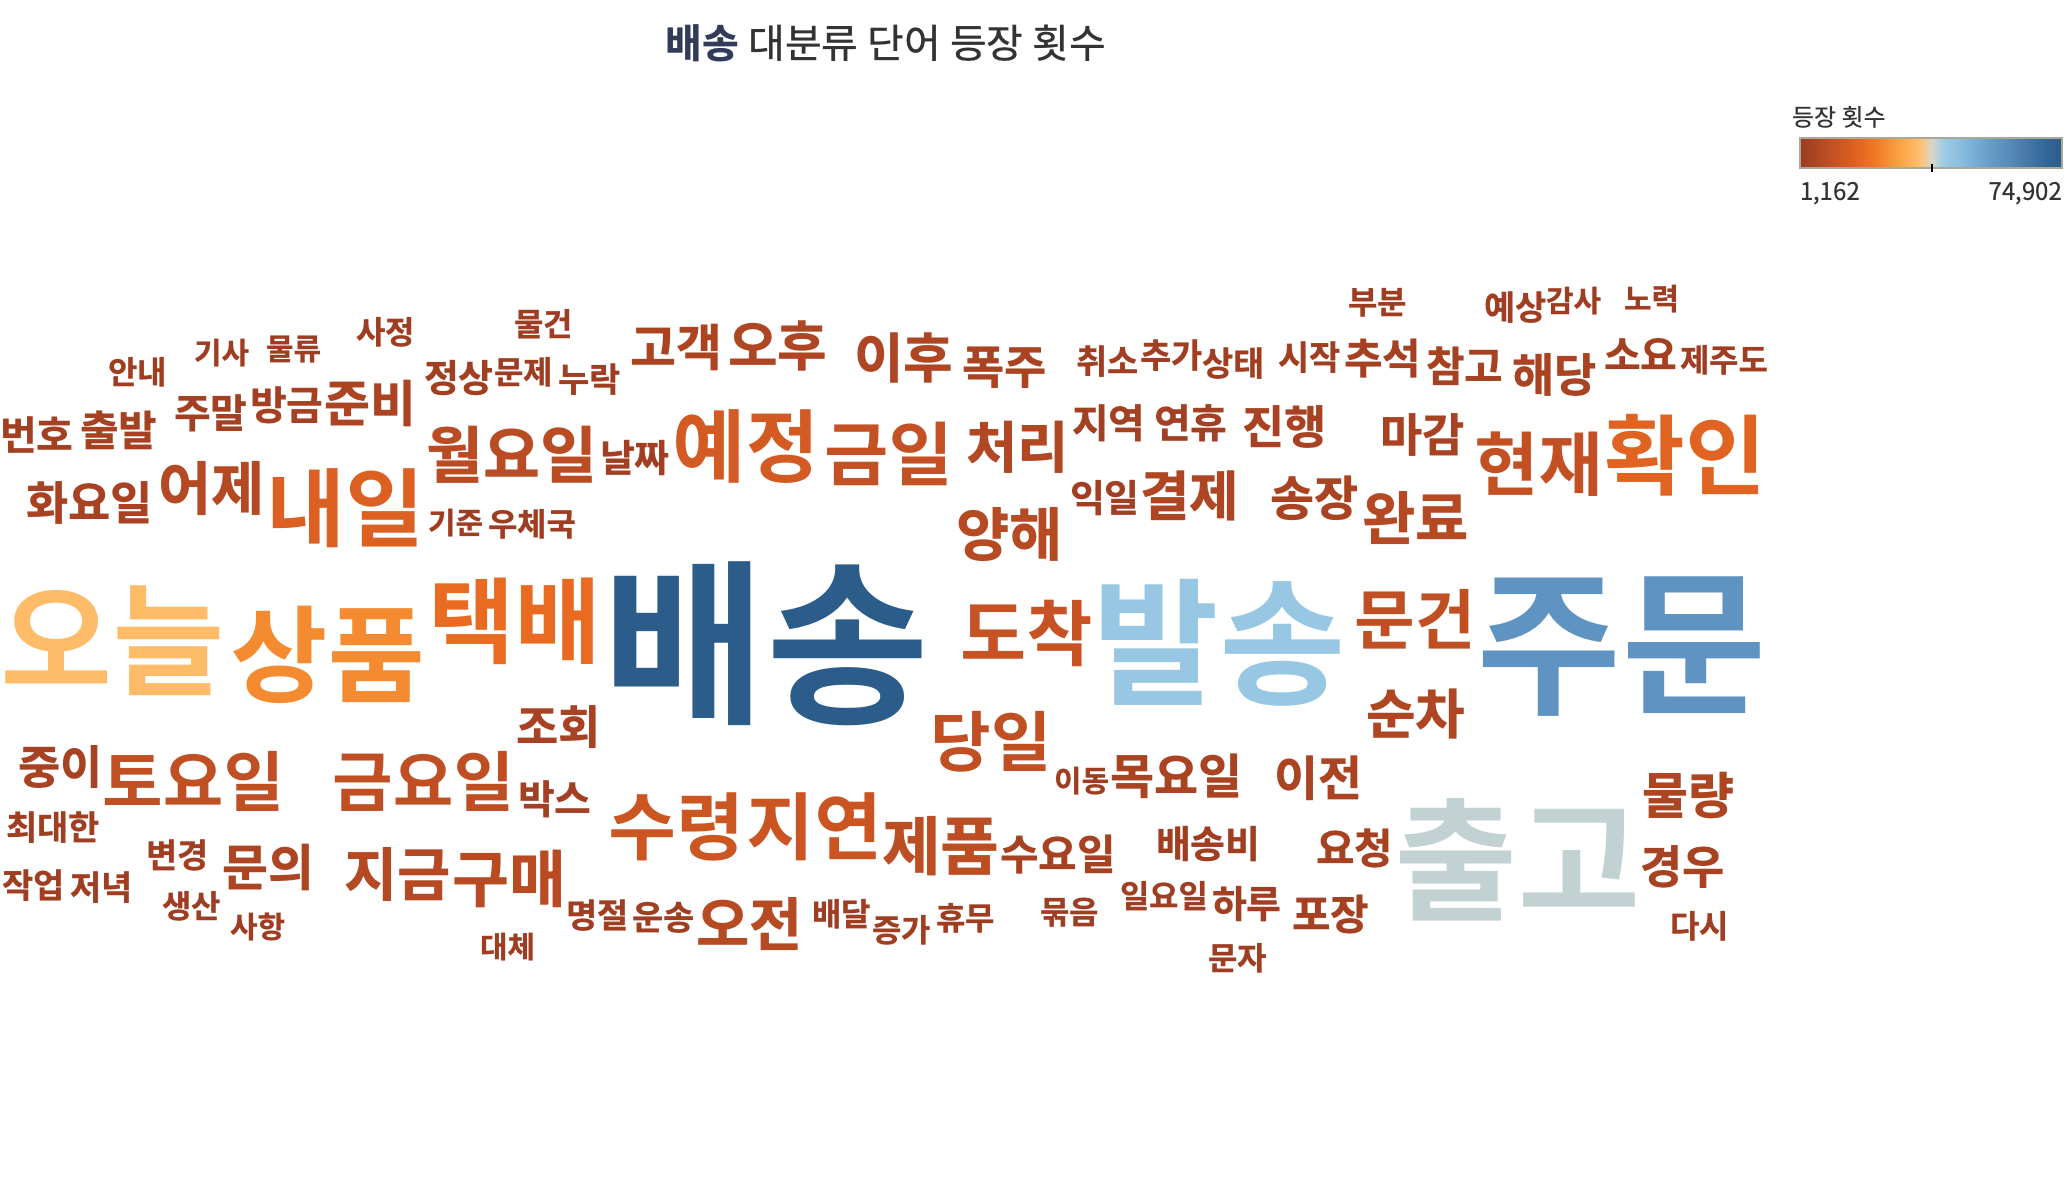 배송 대분류 단어 등장 횟수
등장 횟수
1,162 74,902
부분 예상 감사 노력
안내 기사 물류 사정 물건 고객 오후 이후 폭주 취소 추가 상태 시작 추석 참고 해당 소요 제주도
정상 문제 누락
번호 출발 주말 방금 준비 월요일 날짜 예정 금일 처리 지역 연휴 진행 마감 현재 확인
화요일 어제 내일 기준 우체국 양해 익일 결제 송장 완료
오늘 상품 택배 배송 도착 발송 문건 주문
조회 당일 순차
중이 토요일 금요일 박스 이동 목요일 이전 물량
최대한 변경 문의 지금 구매 수령 지연 제품 수요일 배송비 요청 출고 경우
작업 저녁 생산 사항 명절 운송 오전 배달 증가 휴무 묶음 일요일 하루 포장 다시
대체 문자